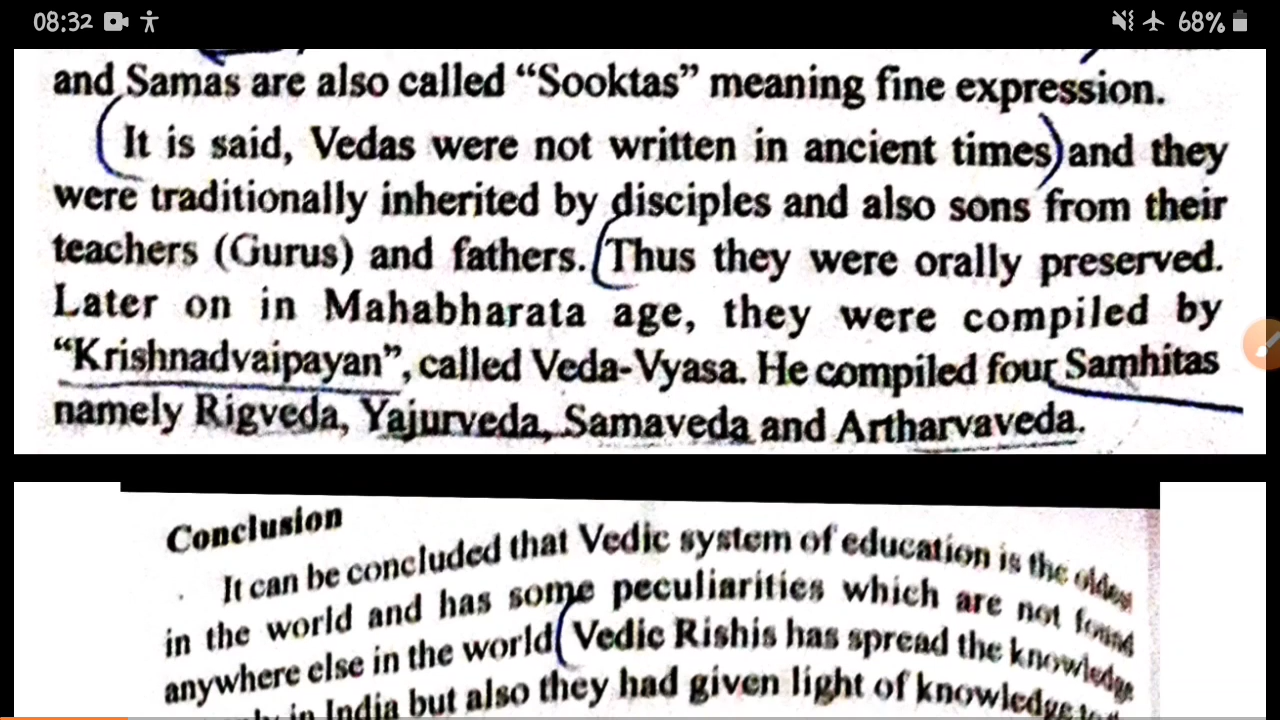 08:32
68%
and Samas are also called “Sooktas” meaning fine expression.
It is said, Vedas were not written in ancient times and they
were traditionally inherited by disciples and also sons from their
teachers (Gurus) and fathers. Thus they were orally preserved.
Later on in Mahabharata age, they were compiled by
“Krishnadvaipayan”, called Veda-Vyasa. He compiled four Samhitas
namely Rigveda, Yajurveda, Samaveda and Artharvaveda.
Conclusion
It can be concluded that Vedic system of education is the oldest
in the world and has some peculiarities which are not found
anywhere else in the world Vedic Rishis has spread the knowledge
in India but also they had given light of knowledge